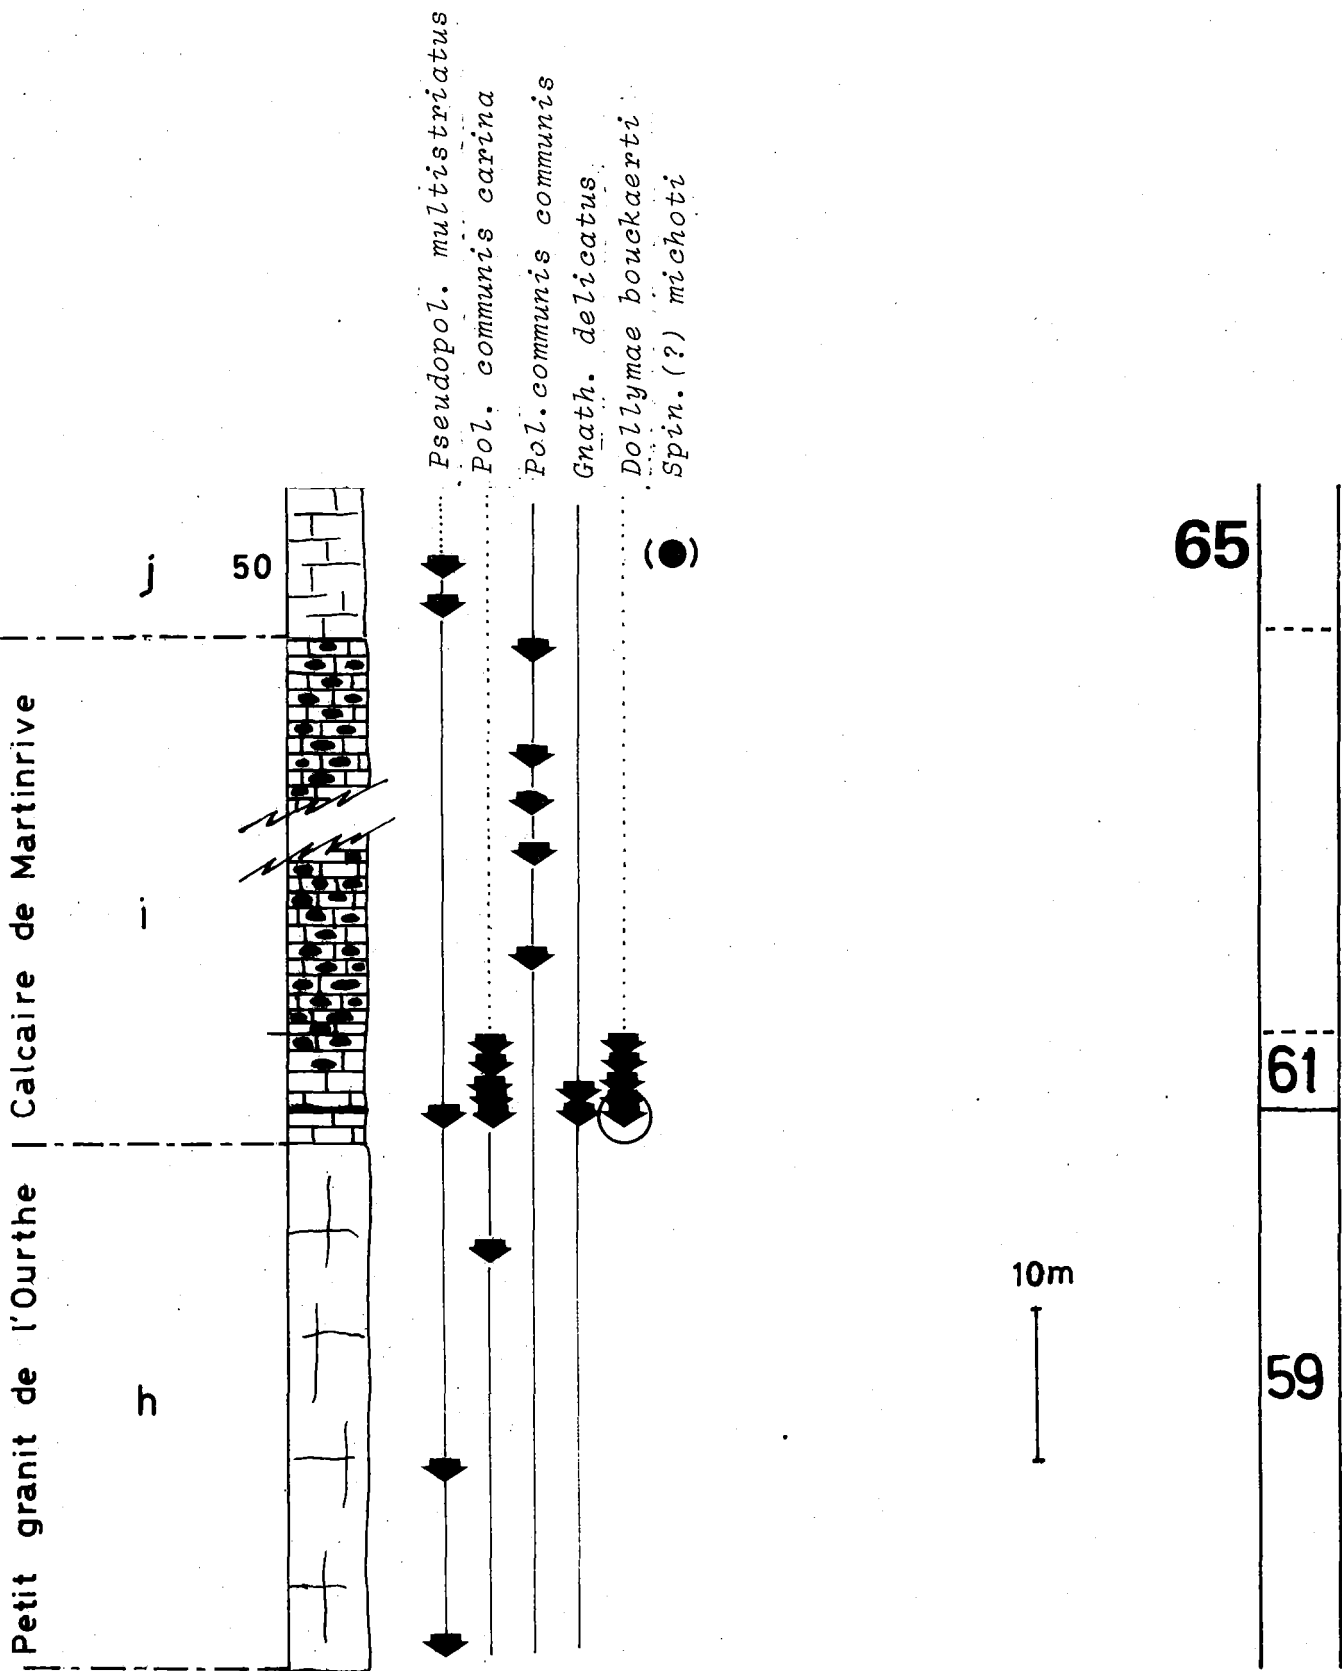 Pseudopol. multistriatus
Pol. communis carina
Pol.communis communis
Gnath. delicatus
Dollymae bouckaerti
Spin.(?) michoti
j
50
65
Calcaire de Martinrive
i
61
Petit granit de l'Ourthe
h
10m
59